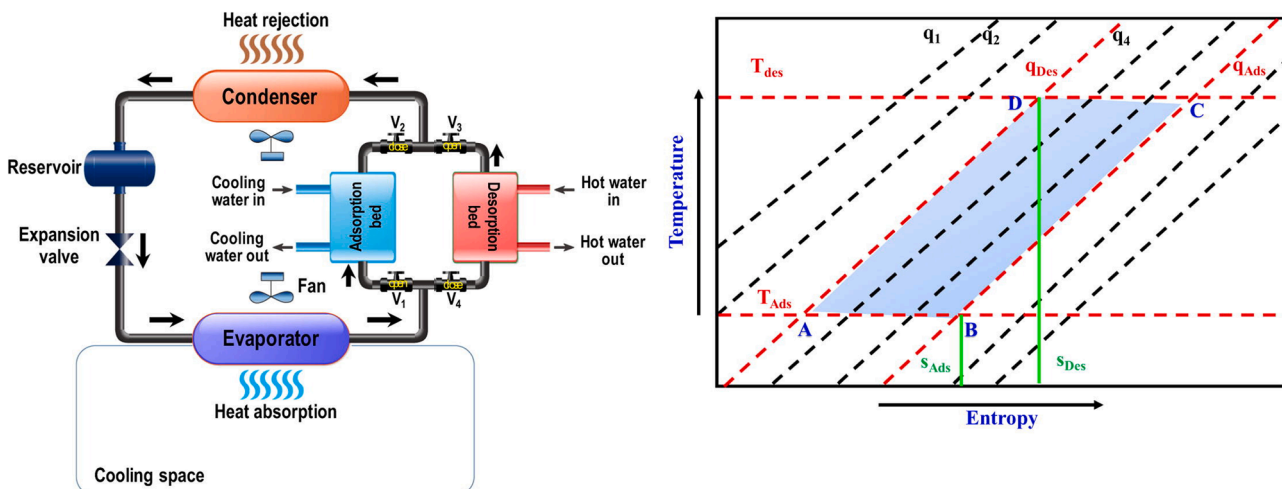 Heat rejection
Condenser
Reservoir
V2
V3
close
open
Cooling
water in
Adsorption
bed
Desorption
bed
Hot water
in
Expansion
valve
Cooling
water out
Hot water
out
Fan
open
close
V1
V4
Evaporator
Heat absorption
Cooling space
q1
q2
q4
Tdes
qDes
qAds
D
C
Temperature
TAds
A
B
sAds
sDes
Entropy